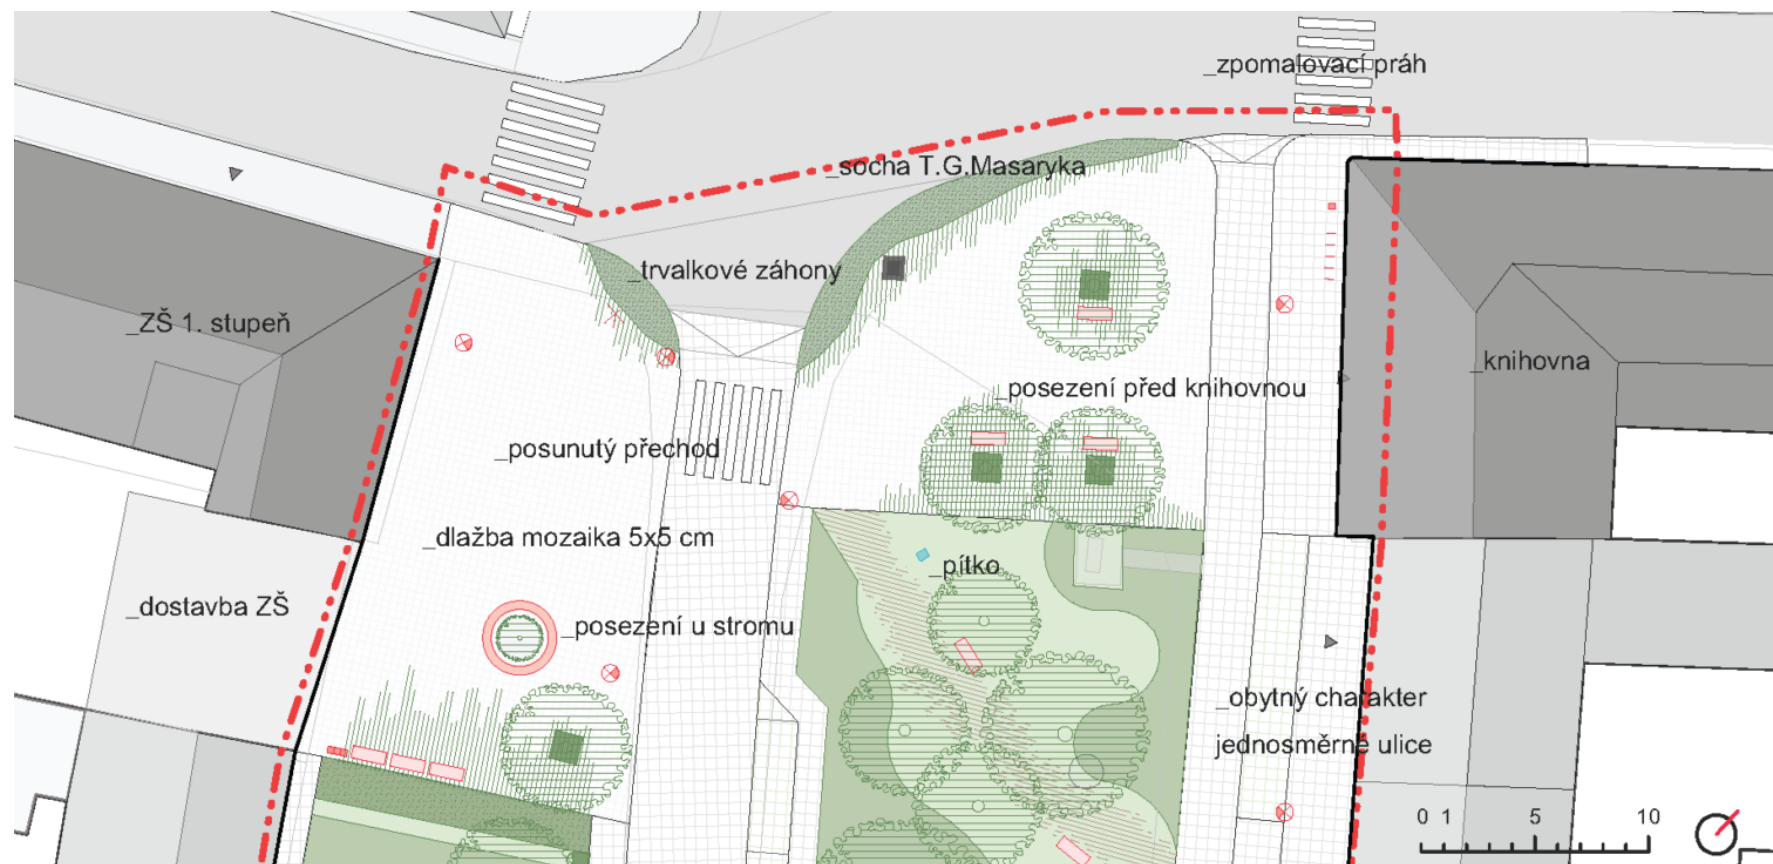 _zpomalovací práh
_socha T.G.Masaryka
_trvalkové záhony
_ZŠ 1. stupeň
_knihovna
_posezení před knihovnou
_posunutý přechod
_dlažba mozaika 5x5 cm
_pítko
_dostavba ZŠ
_posezení u stromu
_obytný charakter
jednosměrné ulice
0 1 5 10